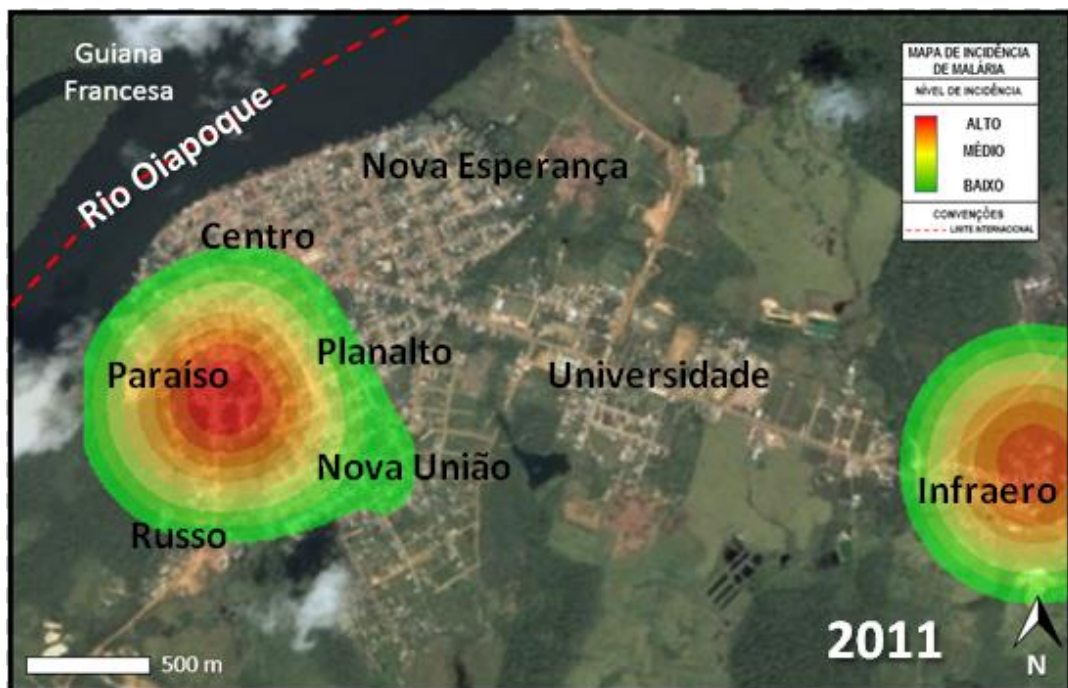 Guiana
Francesa
Rio Oiapoque
MAPA DE INCIDÊNCIA
DE MALÁRIA
NÍVEL DE INCIDÊNCIA
ALTO
MÉDIO
BAIXO
CONVENÇÕES
LIMITE INTERNACIONAL
Nova Esperança
Centro
Planalto
Paraíso
Universidade
Nova União
Infraero
Russo
2011
500 m
N